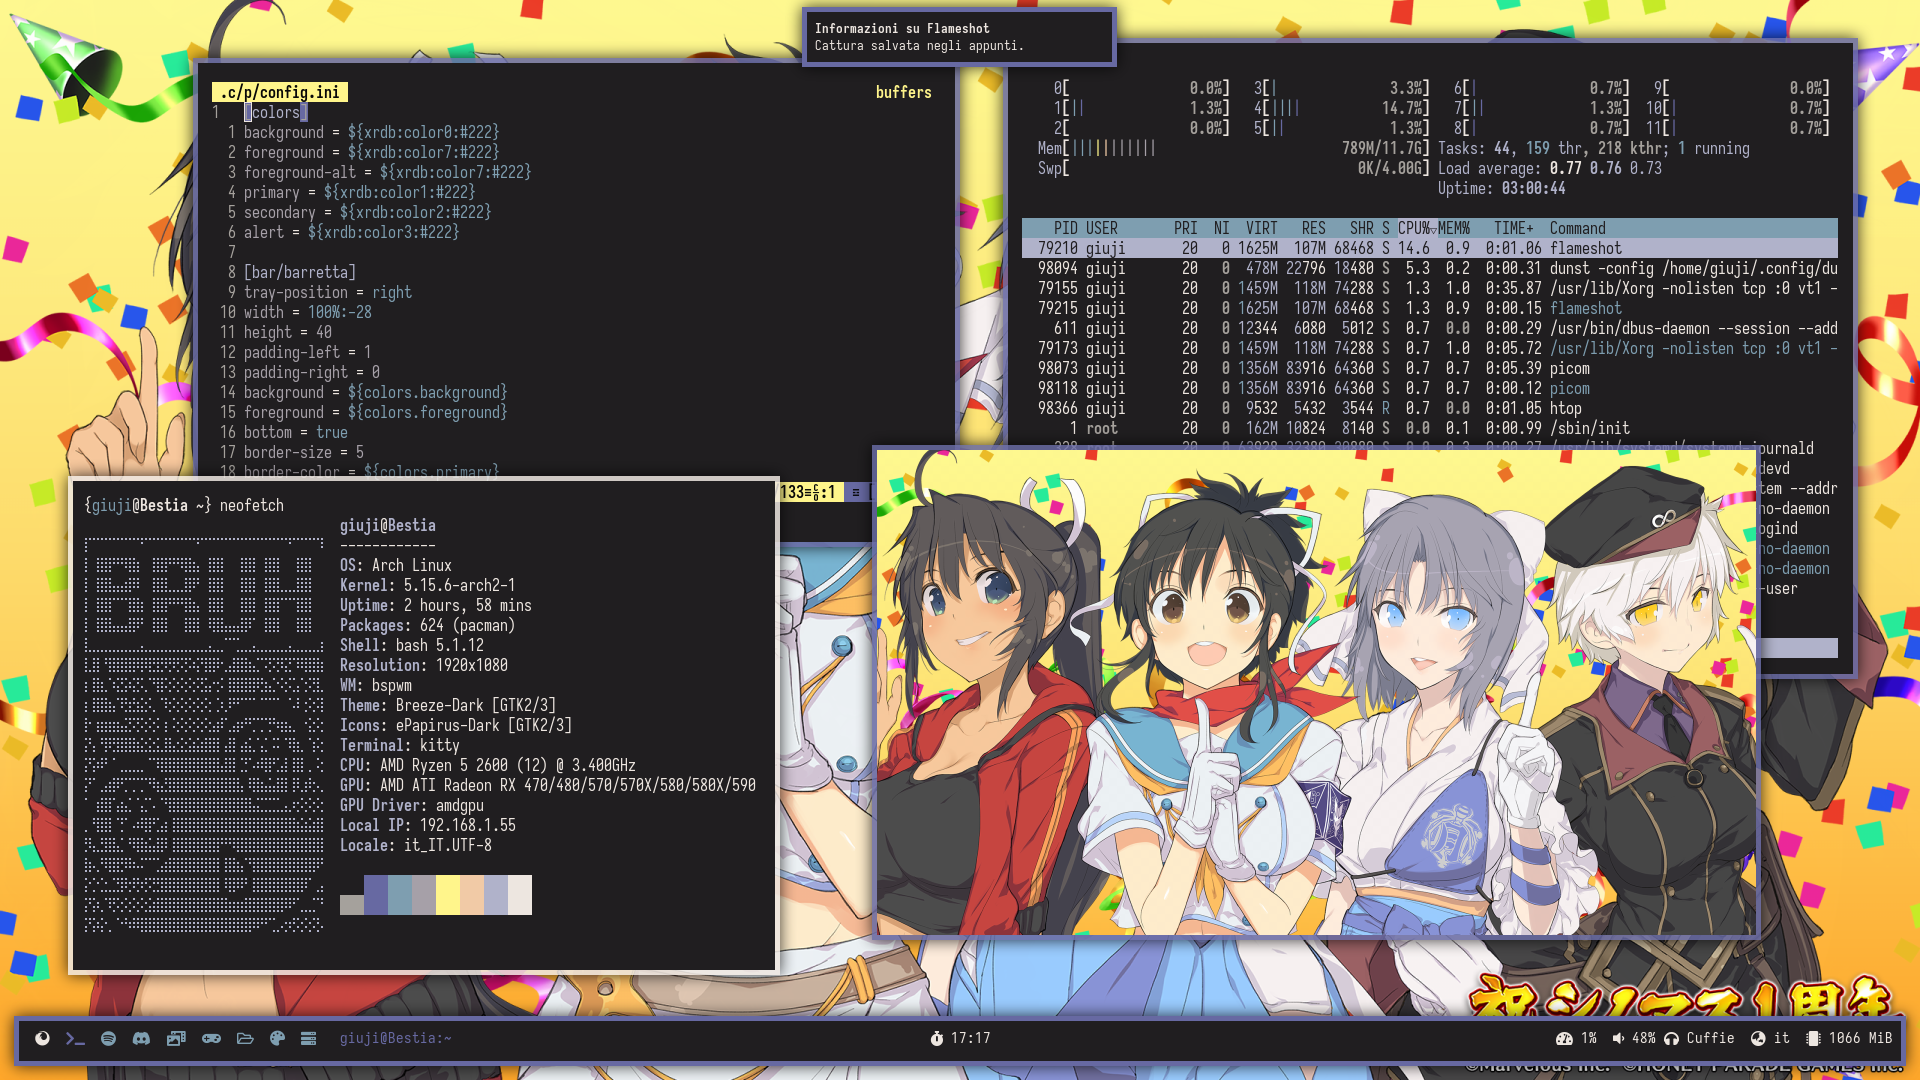 Informazioni su Flameshot
Cattura salvata negli appunti.
.c/p/config.ini buffers
1 [colors]
1 background = ${xrdb:color0:#222}
2 foreground = ${xrdb:color7:#222}
3 foreground-alt = ${xrdb:color7:#222}
4 primary = ${xrdb:color1:#222}
5 secondary = ${xrdb:color2:#222}
6 alert = ${xrdb:color3:#222}
7
8 [bar/barretta]
9 tray-position = right
10 width = 100%:-28
11 height = 40
12 padding-left = 1
13 padding-right = 0
14 background = ${colors.background}
15 foreground = ${colors.foreground}
16 bottom = true
17 border-size = 5
18 border-color = ${colors.primary}
133 :1
0[ 0.0%] 3[| 3.3%] 6[| 0.7%] 9[ 0.0%]
1[|| 1.3%] 4[|||| 14.7%] 7[|| 1.3%] 10[| 0.7%]
2[ 0.0%] 5[|| 1.3%] 8[| 0.7%] 11[| 0.7%]
Mem[||||||||||| 789M/11.7G] Tasks: 44, 159 thr, 218 kthr; 1 running
Swp[ 0K/4.00G] Load average: 0.77 0.76 0.73
Uptime: 03:00:44
PID USER PRI NI VIRT RES SHR S CPU%▽MEM% TIME+ Command
79210 giuji 20 0 1625M 107M 68468 S 14.6 0.9 0:01.06 flameshot
98094 giuji 20 0 478M 22796 18480 S 5.3 0.2 0:00.31 dunst -config /home/giuji/.config/du
79155 giuji 20 0 1459M 118M 74288 S 1.3 1.0 0:35.87 /usr/lib/Xorg -nolisten tcp :0 vt1 -
79215 giuji 20 0 1625M 107M 68468 S 1.3 0.9 0:00.15 flameshot
611 giuji 20 0 12344 6080 5012 S 0.7 0.0 0:00.29 /usr/bin/dbus-daemon --session --add
79173 giuji 20 0 1459M 118M 74288 S 0.7 1.0 0:05.72 /usr/lib/Xorg -nolisten tcp :0 vt1 -
98073 giuji 20 0 1356M 83916 64360 S 0.7 0.7 0:05.39 picom
98118 giuji 20 0 1356M 83916 64360 S 0.7 0.7 0:00.12 picom
98366 giuji 20 0 9532 5432 3544 R 0.7 0.0 0:01.05 htop
1 root 20 0 162M 10824 8140 S 0.0 0.1 0:00.99 /sbin/init
/usr/lib/systemd/systemd-journald
devd
tem --addr
no-daemon
ogind
no-daemon
no-daemon
-user
{giuji@Bestia ~} neofetch
giuji@Bestia
------------
OS: Arch Linux
Kernel: 5.15.6-arch2-1
Uptime: 2 hours, 58 mins
Packages: 624 (pacman)
Shell: bash 5.1.12
Resolution: 1920x1080
WM: bspwm
Theme: Breeze-Dark [GTK2/3]
Icons: ePapirus-Dark [GTK2/3]
Terminal: kitty
CPU: AMD Ryzen 5 2600 (12) @ 3.400GHz
GPU: AMD ATI Radeon RX 470/480/570/570X/580/580X/590
GPU Driver: amdgpu
Local IP: 192.168.1.55
Locale: it_IT.UTF-8
BRUH
祝 シノマス1周年
giuji@Bestia:~ 17:17 1% 48% Cuffie it 1066 MiB
©Marvelous Inc. ©HONEY PARADE GAMES Inc.